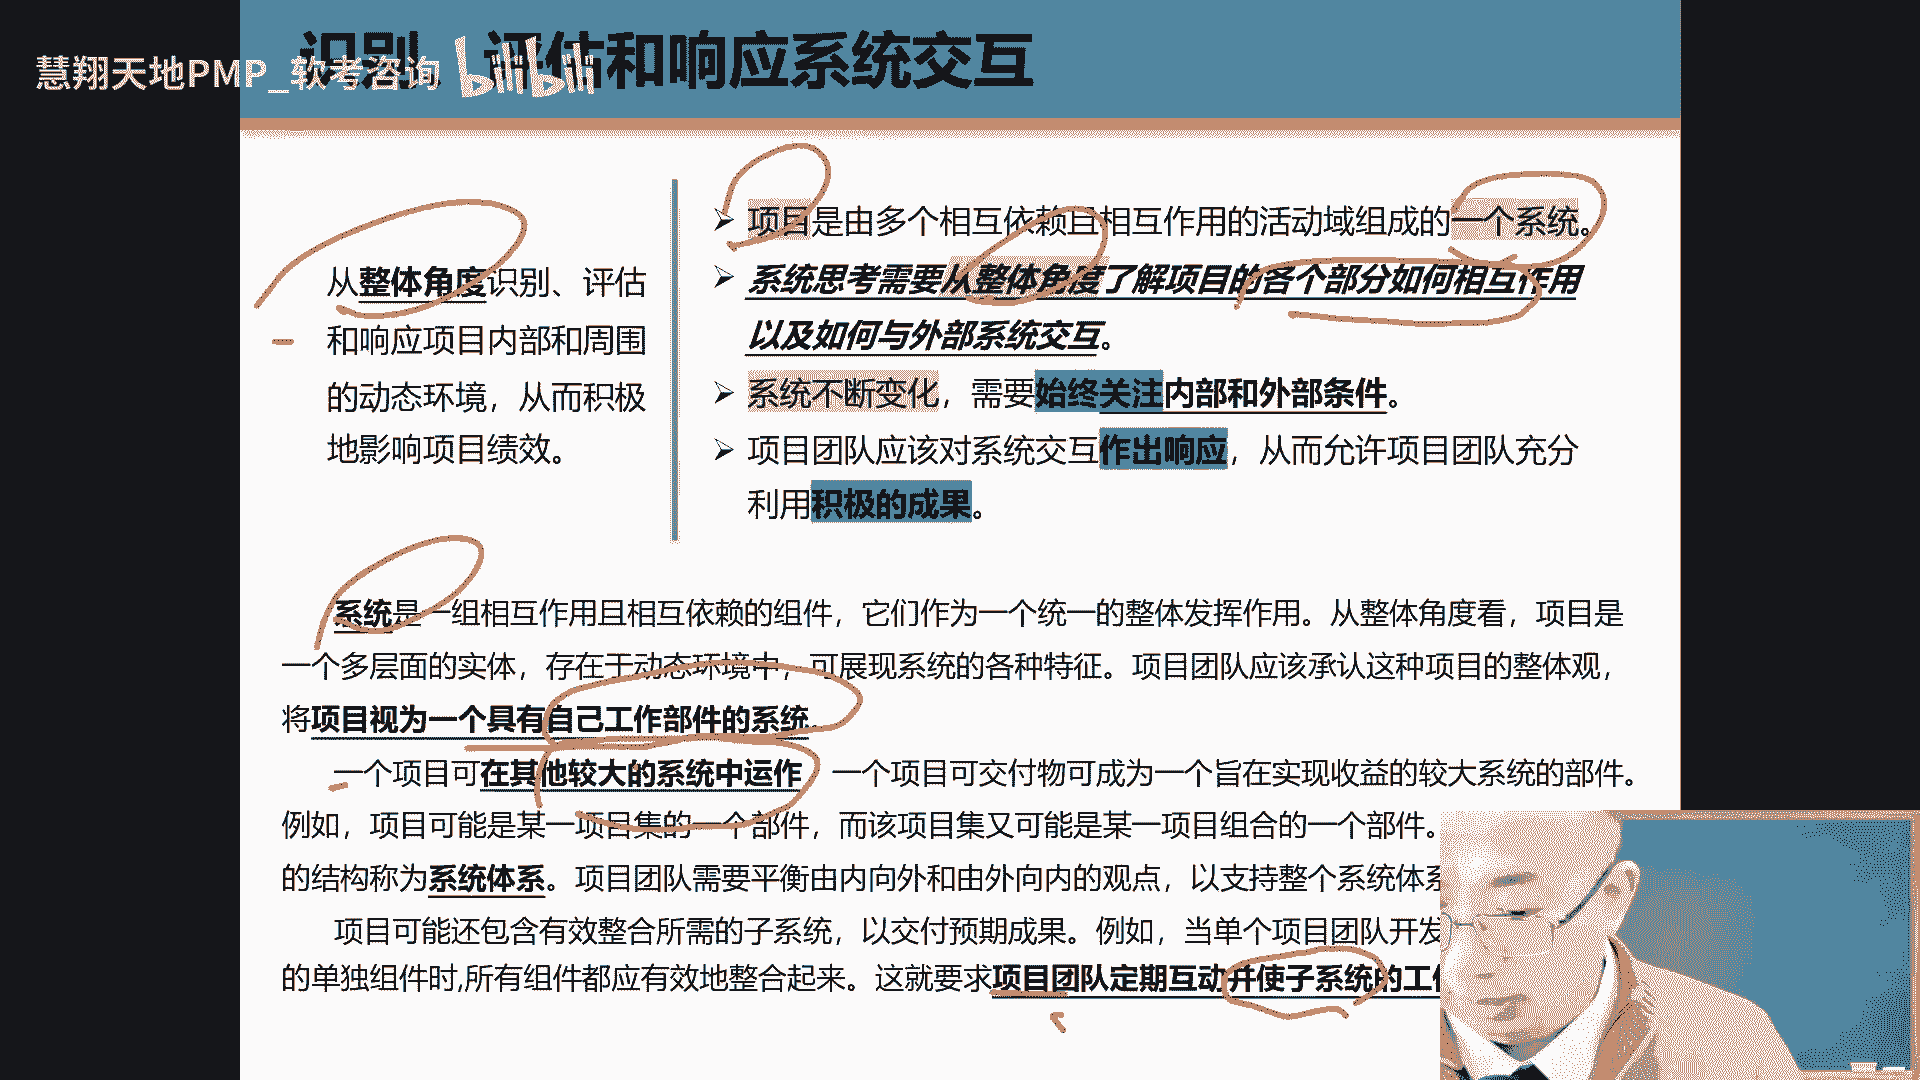 识别、评估和响应系统交互
慧翔天地PMP_软考咨询
bilibili
从整体角度识别、评估
和响应项目内部和周围
的动态环境，从而积极
地影响项目绩效。
项目是由多个相互依赖且相互作用的活动域组成的一个系统。
系统思考需要从整体角度了解项目的各个部分如何相互作用
以及如何与外部系统交互。
系统不断变化，需要始终关注内部和外部条件。
项目团队应该对系统交互作出响应，从而允许项目团队充分
利用积极的成果。
系统是一组相互作用且相互依赖的组件，它们作为一个统一的整体发挥作用。从整体角度看，项目是
一个多层面的实体，存在于动态环境中，可展现系统的各种特征。项目团队应该承认这种项目的整体观，
将项目视为一个具有自己工作部件的系统。
一个项目可在其他较大的系统中运作，一个项目可交付物可成为一个旨在实现收益的较大系统的部件。
例如，项目可能是某一项目集的一个部件，而该项目集又可能是某一项目组合的一个部件。
的结构称为系统体系。项目团队需要平衡由内向外和由外向内的观点，以支持整个系统体系
项目可能还包含有效整合所需的子系统，以交付预期成果。例如，当单个项目团队开发
的单独组件时,所有组件都应有效地整合起来。这就要求项目团队定期互动并使子系统的工